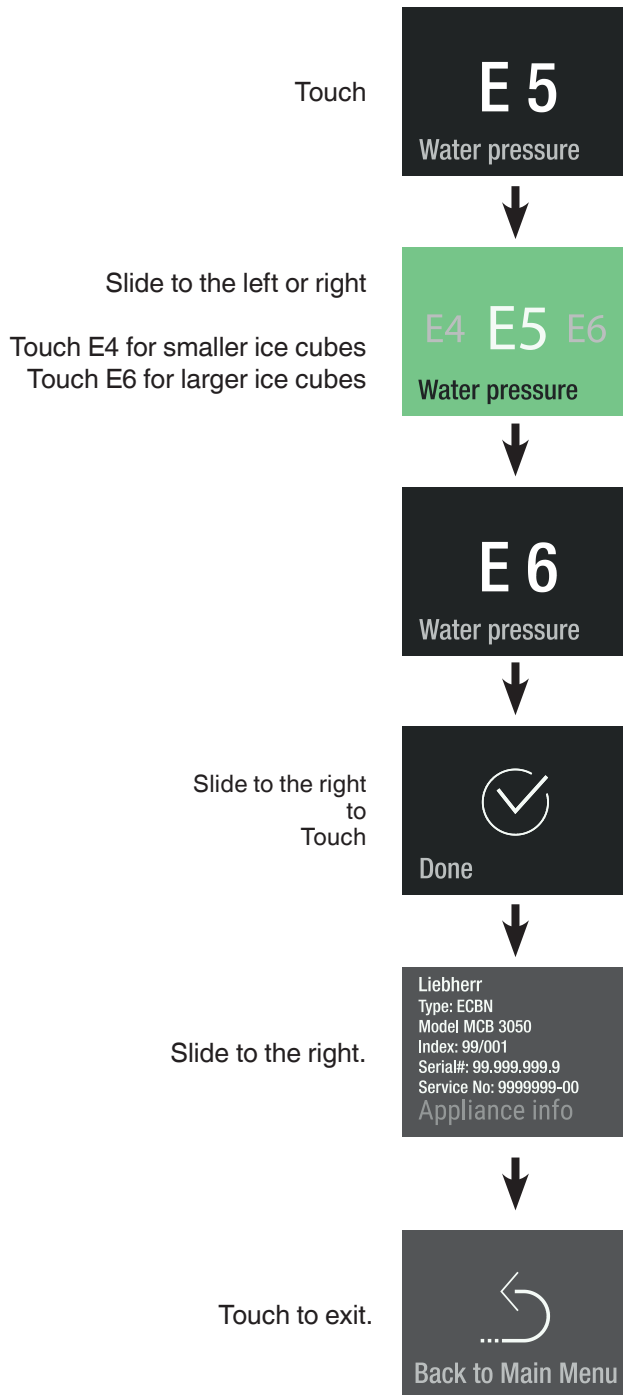 Touch
E 5
Water pressure
Slide to the left or right
Touch E4 for smaller ice cubes
Touch E6 for larger ice cubes
E4 E5 E6
Water pressure
E 6
Water pressure
Slide to the right
to
Touch
Done
Slide to the right.
Liebherr
Type: ECBN
Model MCB 3050
Index: 99/001
Serial#: 99.999.999.9
Service No: 9999999-00
Appliance info
Touch to exit.
Back to Main Menu